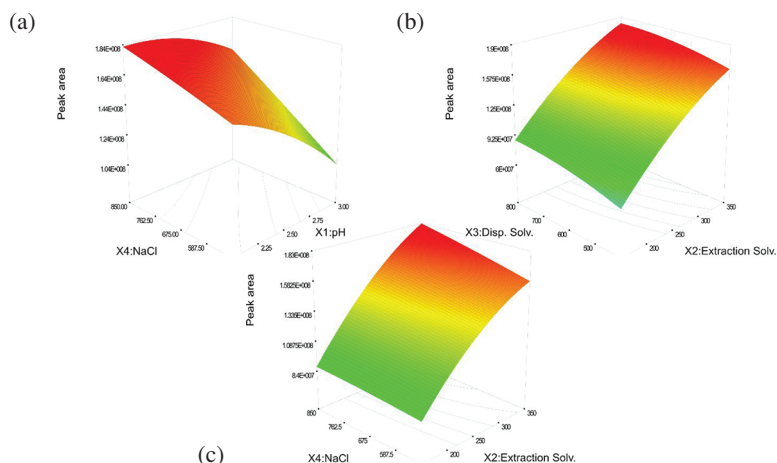 (a)
Peak area
1.84E+008
1.64E+008
1.44E+008
1.24E+008
1.04E+008
850.00
762.50
675.00
587.50
X4:NaCl
3.00
2.75
2.50
2.25
X1:pH
(b)
Peak area
1.9E+008
1.575E+008
1.25E+008
9.25E+007
6E+007
800
700
600
500
X3:Disp. Solv.
350
300
250
200
X2:Extraction Solv.
(c)
Peak area
1.83E+008
1.5825E+008
1.335E+008
1.0875E+008
8.4E+007
850
762.5
675
587.5
X4:NaCl
350
300
250
200
X2:Extraction Solv.